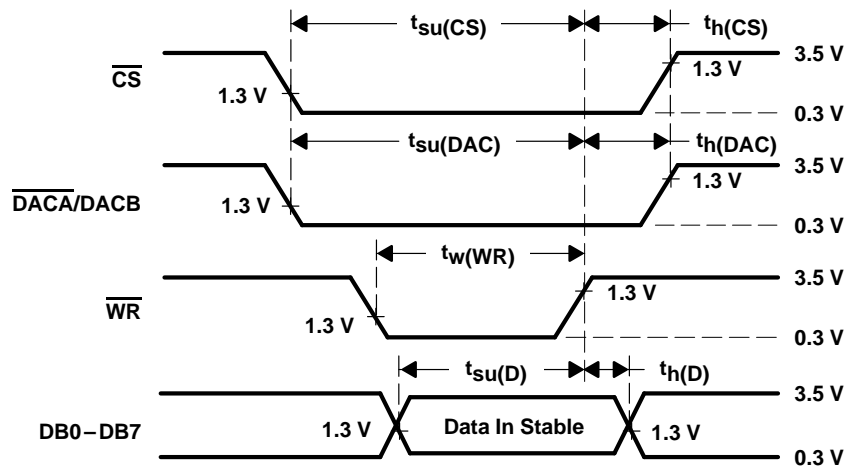 tsu(CS) th(CS)
CS 1.3 V 1.3 V 3.5 V
0.3 V
tsu(DAC) th(DAC)
DACA/DACB 1.3 V 1.3 V 3.5 V
0.3 V
tw(WR)
WR 1.3 V 1.3 V 3.5 V
0.3 V
tsu(D) th(D)
DB0–DB7 1.3 V Data In Stable 1.3 V 3.5 V
0.3 V